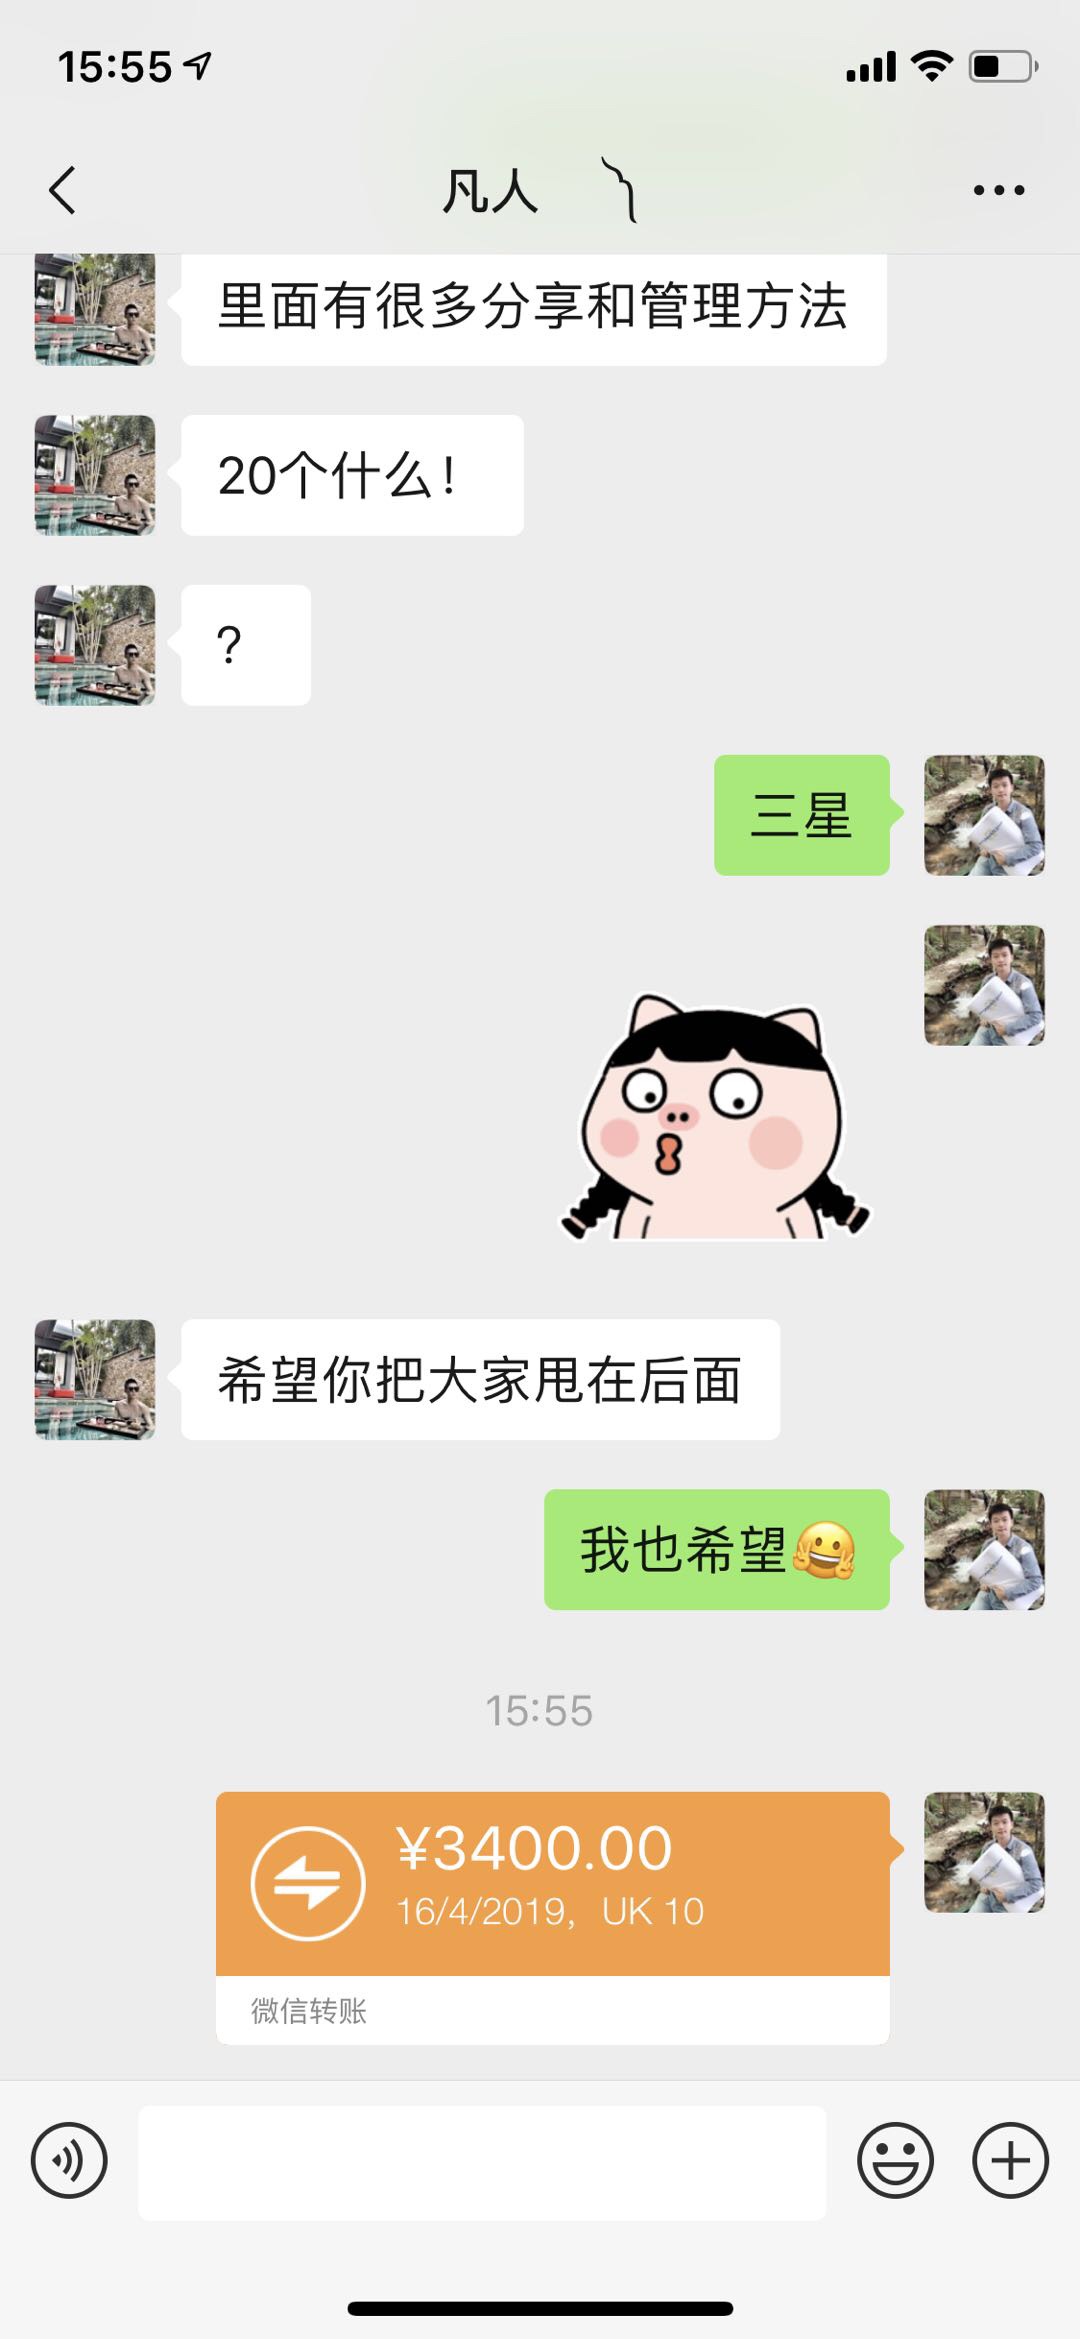 15:55
凡人
里面有很多分享和管理方法
20个什么！
?
三星
希望你把大家甩在后面
我也希望
15:55
¥3400.00
16/4/2019，UK 10
微信转账